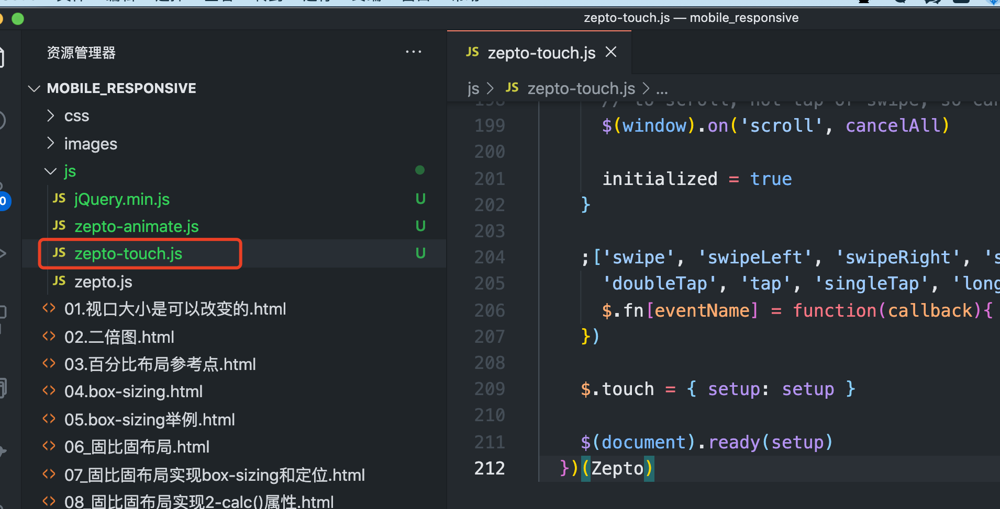 zepto-touch.js — mobile_responsive
资源管理器
MOBILE_RESPONSIVE
css
images
js
JS jQuery.min.js U
JS zepto-animate.js U
JS zepto-touch.js U
JS zepto.js
<> 01.视口大小是可以改变的.html
<> 02.二倍图.html
<> 03.百分比布局参考点.html
<> 04.box-sizing.html
<> 05.box-sizing举例.html
<> 06_固比固布局.html
<> 07_固比固布局实现box-sizing和定位.html
<> 08_固比固布局实现2-calc()属性.html
JS zepto-touch.js
js > JS zepto-touch.js > ...
198 // to scroll, not tap or swipe, so
199 $(window).on('scroll', cancelAll)
200
201 initialized = true
202 }
203
204 ;['swipe', 'swipeLeft', 'swipeRight',
205 'doubleTap', 'tap', 'singleTap',
206 $.fn[eventName] = function(callback){
207 })
208
209 $.touch = { setup: setup }
210
211 $(document).ready(setup)
212 })(Zepto)